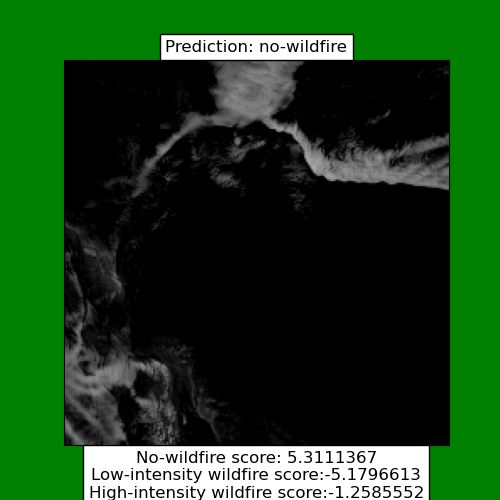 Prediction: no-wildfire
No-wildfire score: 5.3111367
Low-intensity wildfire score:-5.1796613
High-intensity wildfire score:-1.2585552